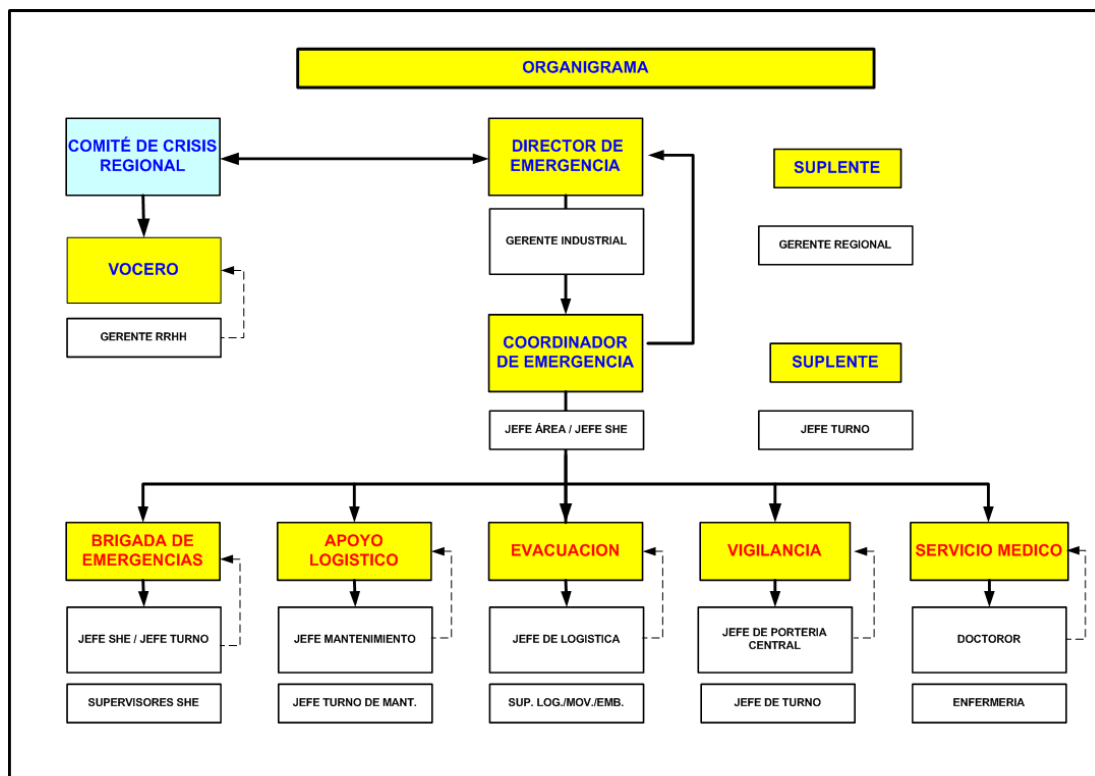 ORGANIGRAMA
COMITÉ DE CRISIS
REGIONAL
DIRECTOR DE
EMERGENCIA
SUPLENTE
GERENTE INDUSTRIAL
GERENTE REGIONAL
VOCERO
GERENTE RRHH
COORDINADOR
DE EMERGENCIA
SUPLENTE
JEFE ÁREA / JEFE SHE
JEFE TURNO
BRIGADA DE
EMERGENCIAS
APOYO
LOGISTICO
EVACUACION
VIGILANCIA
SERVICIO MEDICO
JEFE SHE / JEFE TURNO
JEFE MANTENIMIENTO
JEFE DE LOGISTICA
JEFE DE PORTERIA
CENTRAL
DOCTOROR
SUPERVISORES SHE
JEFE TURNO DE MANT.
SUP. LOG./MOV./EMB.
JEFE DE TURNO
ENFERMERIA